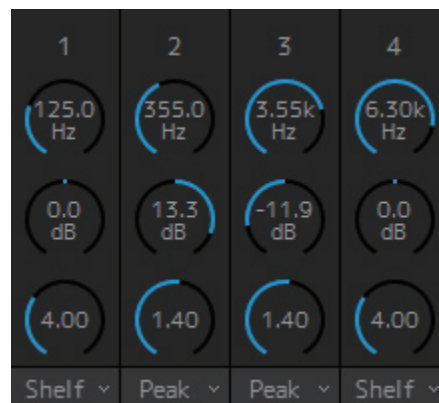 1 2 3 4
125.0 355.0 3.55k 6.30k
Hz Hz Hz Hz
0.0 13.3 -11.9 0.0
dB dB dB dB
4.00 1.40 1.40 4.00
Shelf Peak Peak Shelf